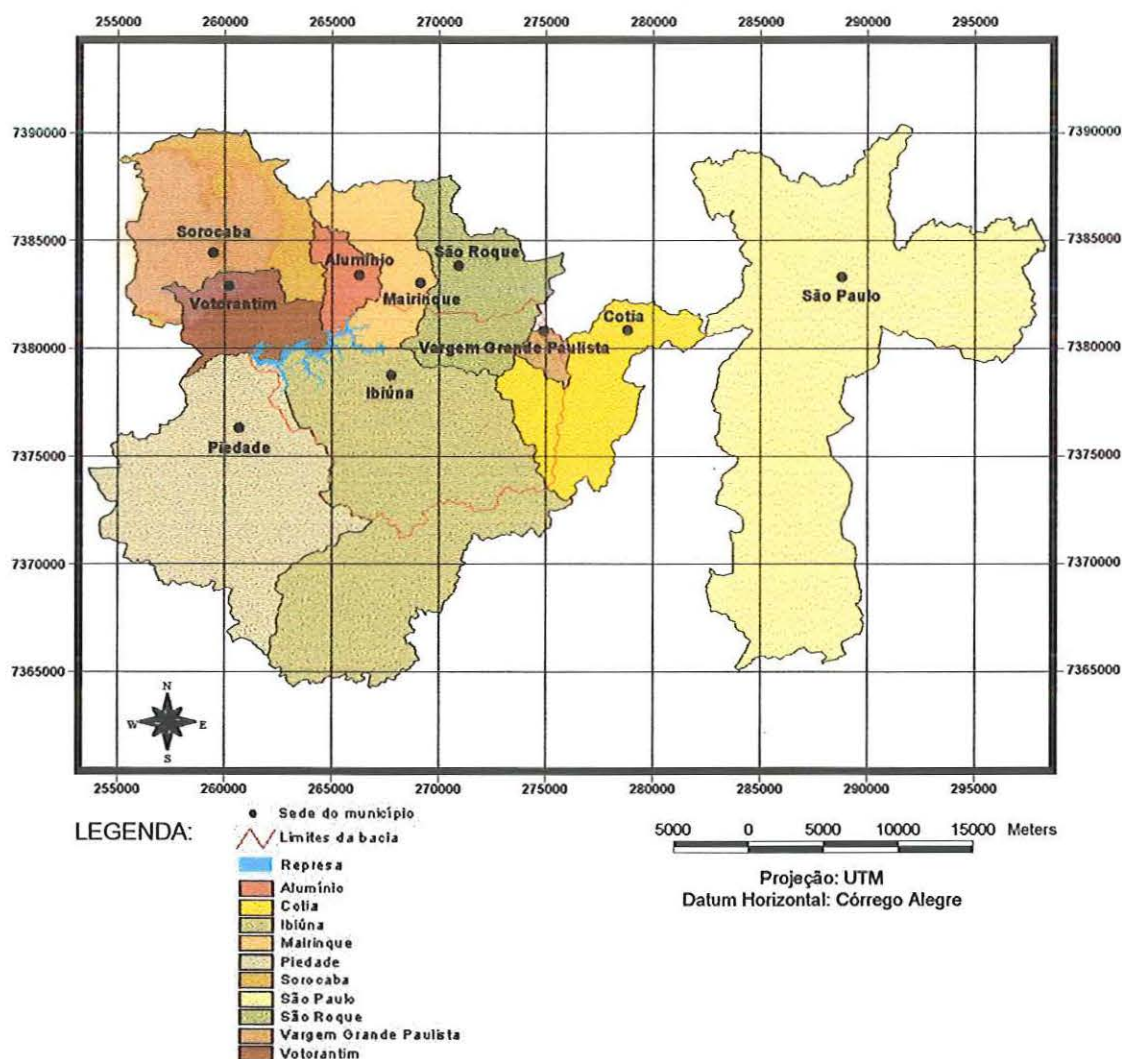 255000 260000 265000 270000 275000 280000 285000 290000 295000
7390000 7390000
Sorocaba
São Roque
7385000 7385000
Alumínio
São Paulo
Votorantim
Mairinque
Cotia
7380000 Vargem Grande Paulista 7380000
Ibiúna
Piedade
7375000 7375000
7370000 7370000
7365000 7365000
N
W E
S
255000 260000 265000 270000 275000 280000 285000 290000 295000
LEGENDA:
Sede do município
Limites da bacia
Represa
Alumínio
Cotia
Ibiúna
Mairinque
Piedade
Sorocaba
São Paulo
São Roque
Vargem Grande Paulista
Votorantim
5000 0 5000 10000 15000 Meters
Projeção: UTM
Datum Horizontal: Córrego Alegre